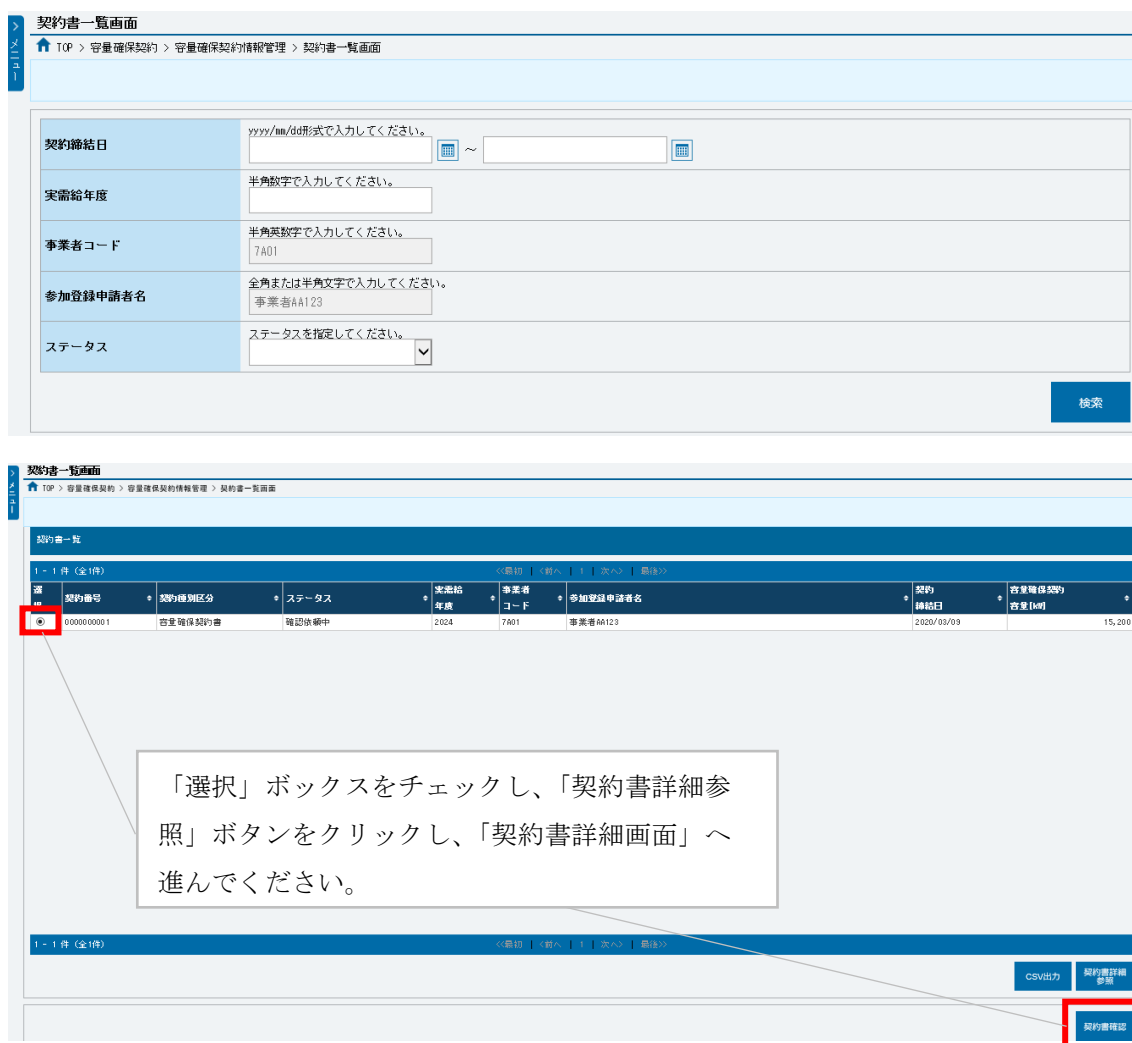 契約書一覧画面
>
メニュー
TOP > 容量確保契約 > 容量確保契約情報管理 > 契約書一覧画面
契約締結日
yyyy/mm/dd形式で入力してください。
～
実需給年度
半角数字で入力してください。
事業者コード
半角英数字で入力してください。
7A01
参加登録申請者名
全角または半角文字で入力してください。
事業者AA123
ステータス
ステータスを指定してください。
検索
契約書一覧画面
>
メニュー
TOP > 容量確保契約 > 容量確保契約情報管理 > 契約書一覧画面
契約書一覧
1 - 1 件 (全1件) <<最初 | <前へ | 1 | 次へ> | 最後>>
選択 契約番号 契約種別区分 ステータス 実需給年度 事業者コード 参加登録申請者名 契約締結日 容量確保契約容量[kW]
0000000001 容量確保契約書 確認依頼中 2024 7A01 事業者AA123 2020/03/09 15,200
「選択」ボックスをチェックし、「契約書詳細参
照」ボタンをクリックし、「契約書詳細画面」へ
進んでください。
1 - 1 件 (全1件) <<最初 | <前へ | 1 | 次へ> | 最後>>
CSV出力
契約書詳細
参照
契約書確認